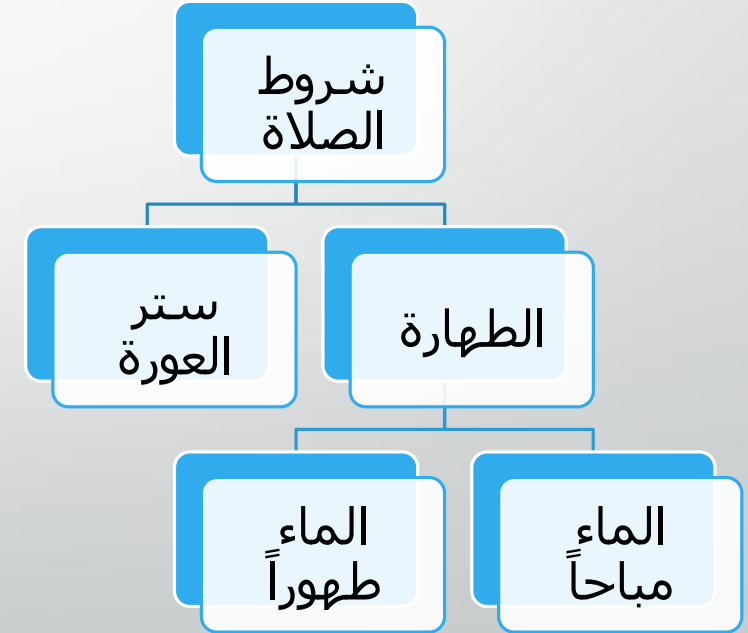 شروط
الصلاة
الطهارة
ستر
العورة
الماء
مباحاً
الماء
طهوراً